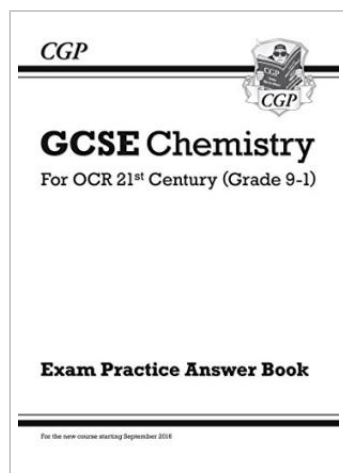 CGP
CGP
CGP
GCSE Chemistry
For OCR 21st Century (Grade 9-1)
Exam Practice Answer Book
For the new course starting September 2016